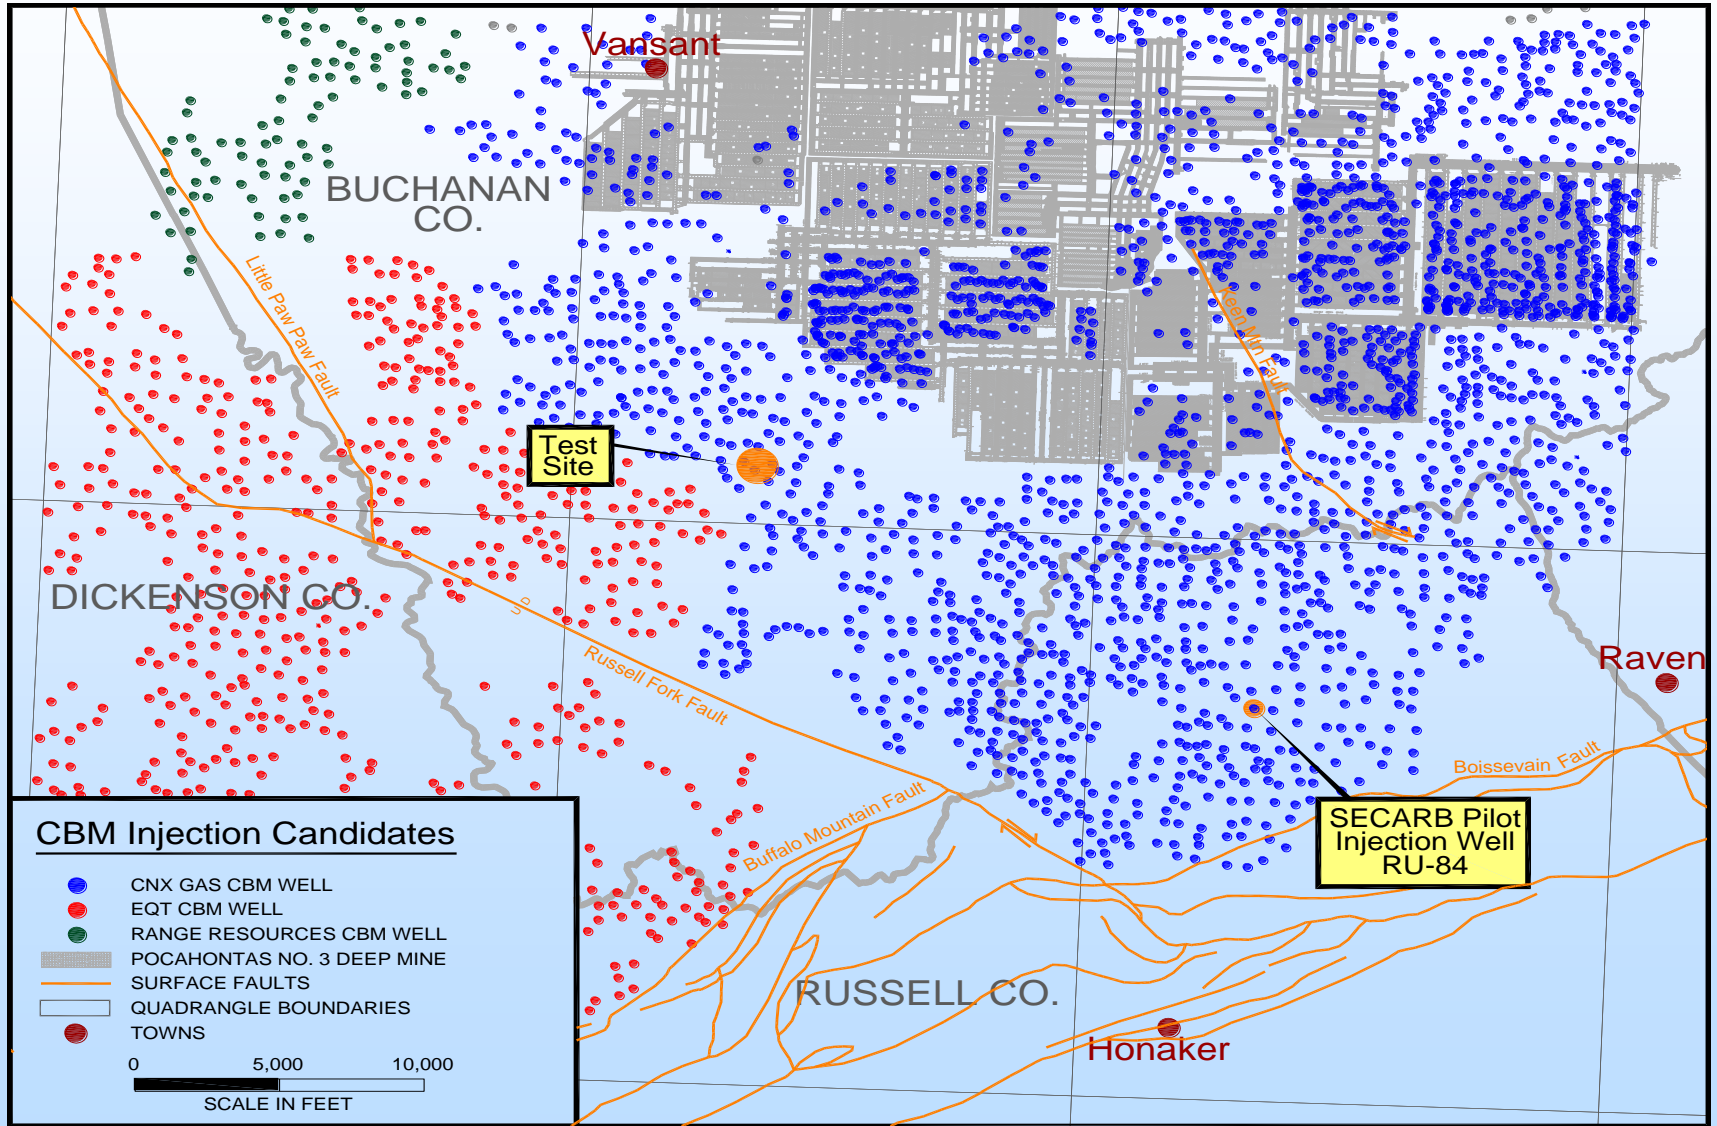 Vansant
BUCHANAN
CO.
Little Paw Paw Fault
Keen Mtn Fault
Test
Site
DICKENSON CO.
U
D
Russell Fork Fault
Raven
Boissevain Fault
Buffalo Mountain Fault
SECARB Pilot
Injection Well
RU-84
RUSSELL CO.
Honaker
CBM Injection Candidates
CNX GAS CBM WELL
EQT CBM WELL
RANGE RESOURCES CBM WELL
POCAHONTAS NO. 3 DEEP MINE
SURFACE FAULTS
QUADRANGLE BOUNDARIES
TOWNS
0 5,000 10,000
SCALE IN FEET